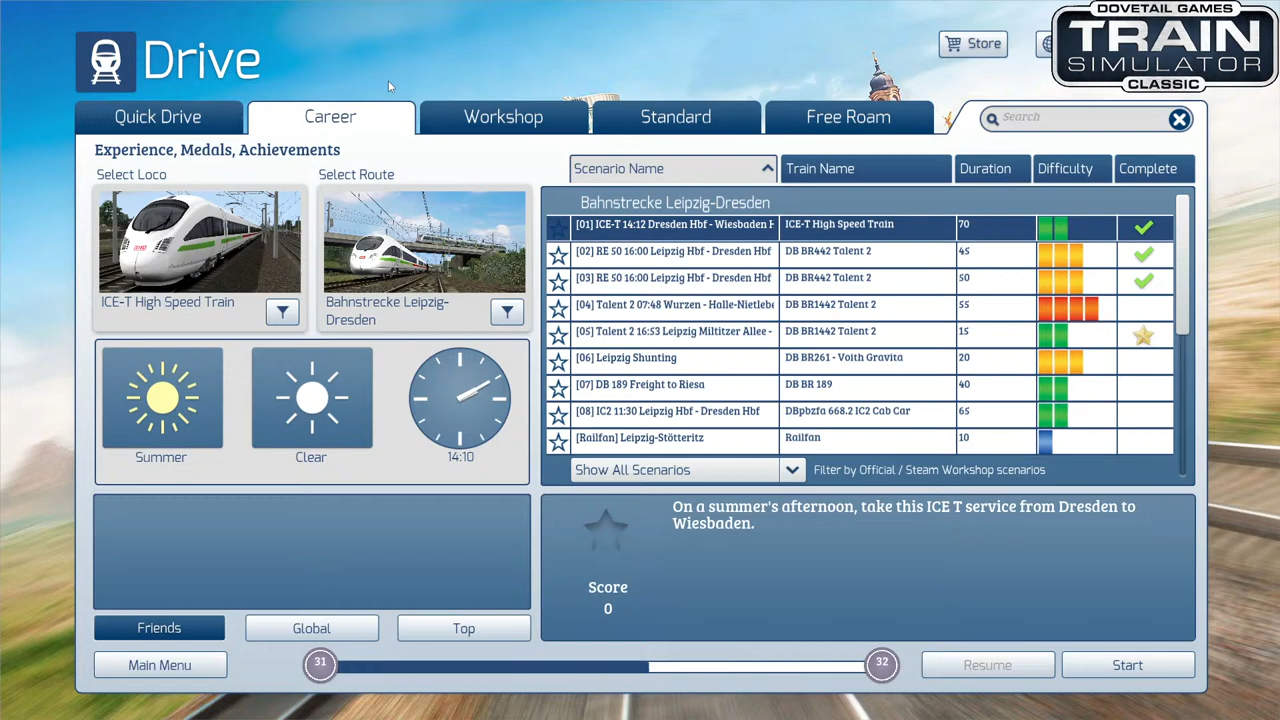 DOVETAIL GAMES
TRAIN
SIMULATOR
CLASSIC
Drive
Store
Quick Drive
Career
Workshop
Standard
Free Roam
Search
Experience, Medals, Achievements
Select Loco
Select Route
ICE-T High Speed Train
Bahnstrecke Leipzig-
Dresden
Summer
Clear
14:10
Scenario Name Train Name Duration Difficulty Complete
Bahnstrecke Leipzig-Dresden
[01] ICE-T 14:12 Dresden Hbf - Wiesbaden H ICE-T High Speed Train 70
[02] RE 50 16:00 Leipzig Hbf - Dresden Hbf DB BR442 Talent 2 45
[03] RE 50 16:00 Leipzig Hbf - Dresden Hbf DB BR442 Talent 2 50
[04] Talent 2 07:48 Wurzen - Halle-Nietlebe DB BR1442 Talent 2 55
[05] Talent 2 16:53 Leipzig Miltitzer Allee - DB BR1442 Talent 2 15
[06] Leipzig Shunting DB BR261 - Voith Gravita 20
[07] DB 189 Freight to Riesa DB BR 189 40
[08] IC2 11:30 Leipzig Hbf - Dresden Hbf DBpbzfa 668.2 IC2 Cab Car 65
[Railfan] Leipzig-Stötteritz Railfan 10
Show All Scenarios
Filter by Official / Steam Workshop scenarios
On a summer's afternoon, take this ICE T service from Dresden to
Wiesbaden.
Score
0
Friends
Global
Top
Main Menu
31
32
Resume
Start